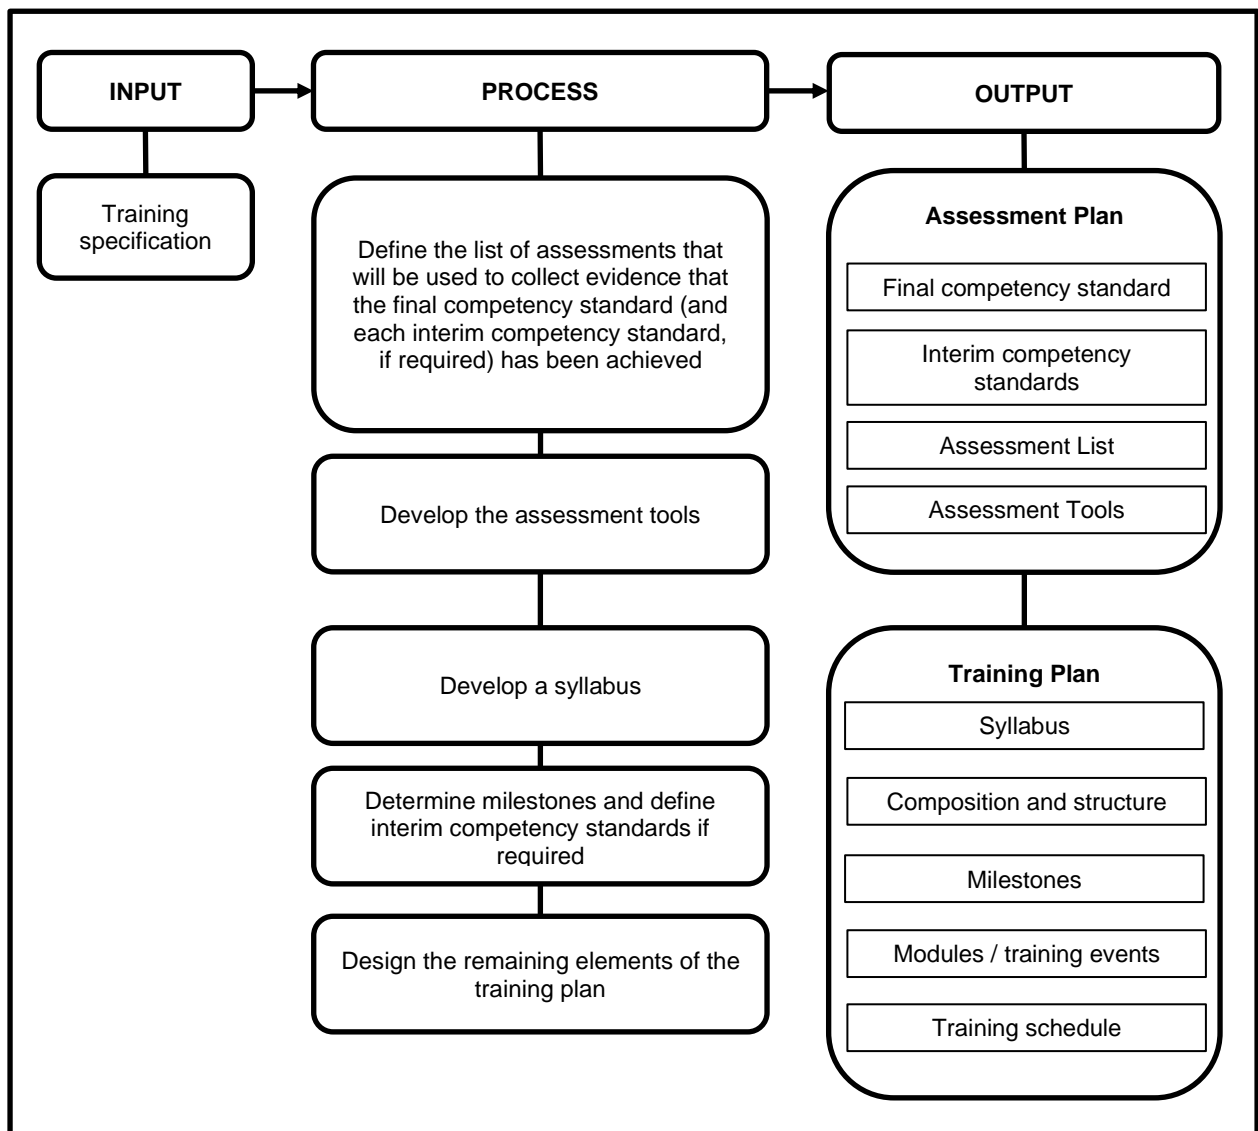 INPUT
PROCESS
OUTPUT
Training
specification
Define the list of assessments that
will be used to collect evidence that
the final competency standard (and
each interim competency standard,
if required) has been achieved
Develop the assessment tools
Develop a syllabus
Determine milestones and define
interim competency standards if
required
Design the remaining elements of the
training plan
Assessment Plan
Final competency standard
Interim competency
standards
Assessment List
Assessment Tools
Training Plan
Syllabus
Composition and structure
Milestones
Modules / training events
Training schedule